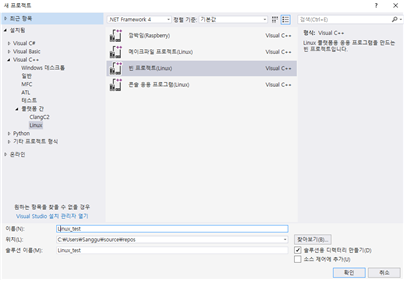 새 프로젝트
최근 항목
.NET Framework 4
정렬 기준: 기본값
검색(Ctrl+E)
설치됨
Visual C#
Visual Basic
Visual C++
Windows 데스크톱
일반
MFC
ATL
테스트
플랫폼 간
ClangC2
Linux
Python
기타 프로젝트 형식
온라인
깜박임(Raspberry) Visual C++
메이크파일 프로젝트(Linux) Visual C++
빈 프로젝트(Linux) Visual C++
콘솔 응용 프로그램(Linux) Visual C++
형식: Visual C++
Linux 플랫폼용 응용 프로그램을 만드는
빈 프로젝트입니다.
원하는 항목을 찾을 수 없을 경우
Visual Studio 설치 관리자 열기
이름(N): Linux_test
위치(L): C:₩Users₩Sanggu₩source₩repos
찾아보기(B)...
솔루션 이름(M): Linux_test
솔루션용 디렉터리 만들기(D)
소스 제어에 추가(U)
확인 취소